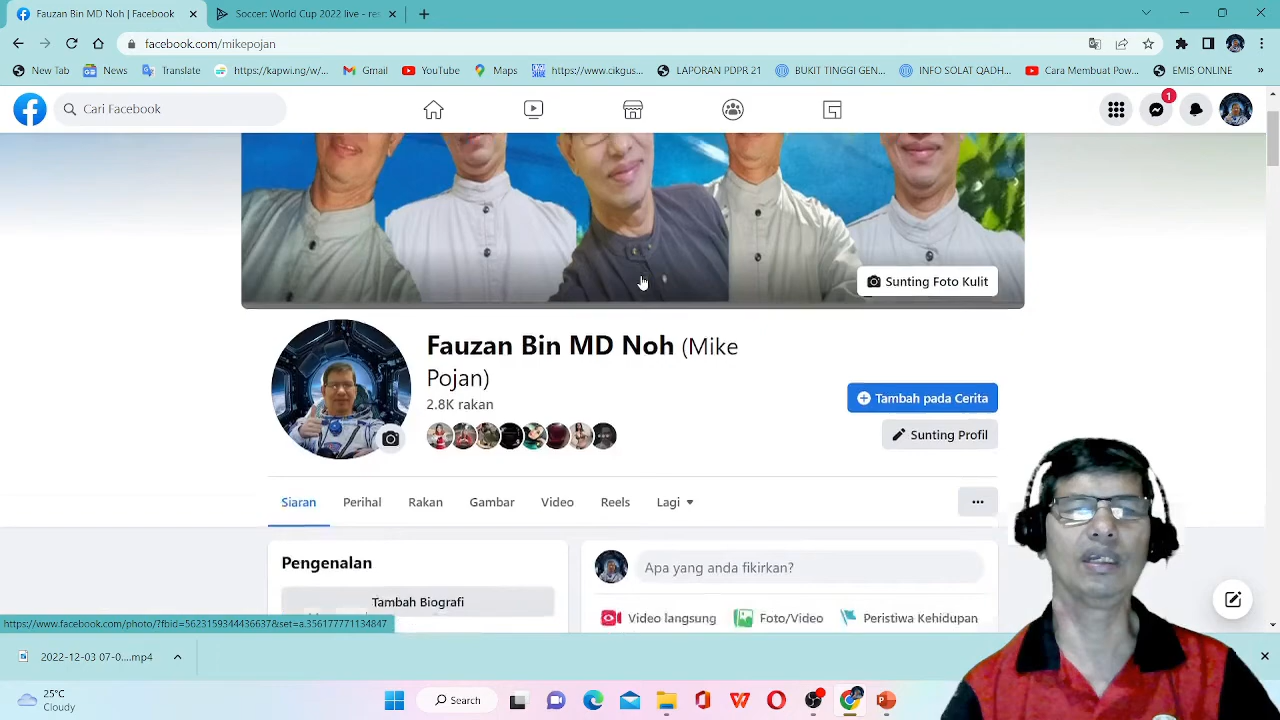 Fauzan Bin MD Noh | Facebook
Soccer: World Cup 2022 live - res
facebook.com/mikepojan
New Tab
News
Translate
https://kapwing.g/w...
Gmail
YouTube
Maps
https://www.cikgus...
LAPORAN PDPR 21
BUKIT TINGGI GEN...
INFO SOLAT QADH...
Cara Membuat Pow...
EMIS ONLINE
»
Cari Facebook
1
Sunting Foto Kulit
Fauzan Bin MD Noh (Mike
Pojan)
2.8K rakan
Tambah pada Cerita
Sunting Profil
Siaran
Perihal
Rakan
Gambar
Video
Reels
Lagi
Pengenalan
Apa yang anda fikirkan?
Tambah Biografi
Video langsung
Foto/Video
Peristiwa Kehidupan
2022-12-03 07-0....mp4
25°C
Cloudy
Search